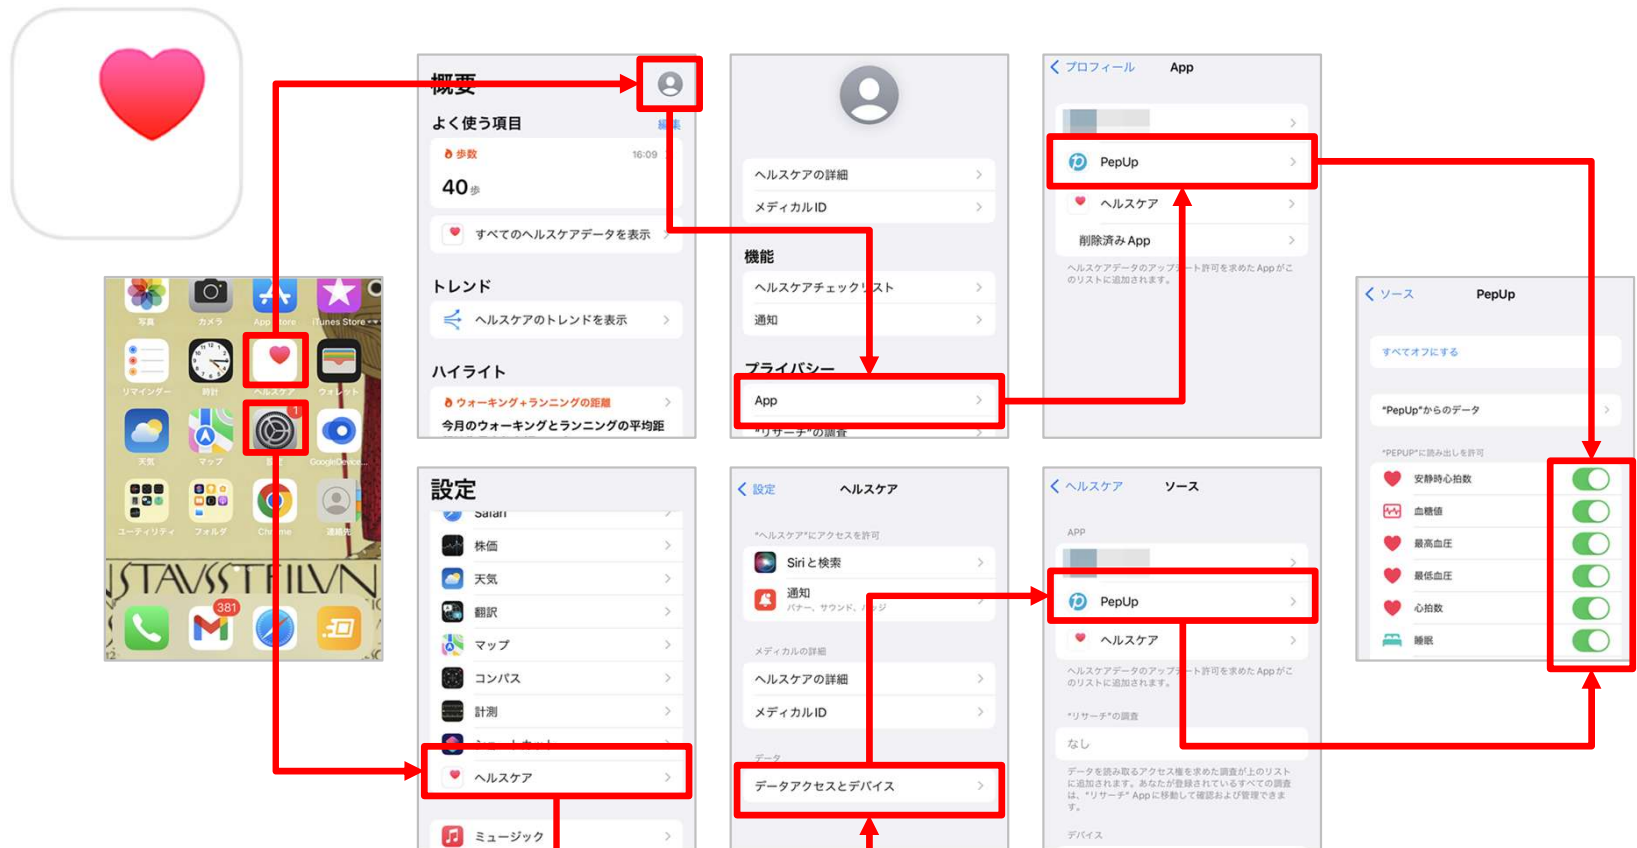 写真
カメラ
App Store
iTunes Store
リマインダー
時計
ヘルスケア
ウォレット
1
天気
マップ
設定
GoogleDevice...
ユーティリティ
フォルダ
Chrome
連絡先
381
概要
よく使う項目
編集
歩数
16:09
40歩
すべてのヘルスケアデータを表示
トレンド
ヘルスケアのトレンドを表示
ハイライト
ウォーキング+ランニングの距離
今月のウォーキングとランニングの平均距
ヘルスケアの詳細
メディカルID
機能
ヘルスケアチェックリスト
通知
プライバシー
App
"リサーチ"の調査
プロフィール
App
PepUp
ヘルスケア
削除済みApp
ヘルスケアデータのアップデート許可を求めたAppがこ
のリストに追加されます。
設定
Safari
株価
天気
翻訳
マップ
コンパス
計測
ショートカット
ヘルスケア
ミュージック
設定
ヘルスケア
"ヘルスケア"にアクセスを許可
Siriと検索
通知
バナー、サウンド、バッジ
メディカルの詳細
ヘルスケアの詳細
メディカルID
データ
データアクセスとデバイス
ヘルスケア
ソース
APP
PepUp
ヘルスケア
ヘルスケアデータのアップデート許可を求めたAppがこ
のリストに追加されます。
"リサーチ"の調査
なし
データを読み取るアクセス権を求めた調査が上のリスト
に追加されます。あなたが登録されているすべての調査
は、"リサーチ" Appに移動して確認および管理できま
す。
デバイス
ソース
PepUp
すべてオフにする
"PepUp"からのデータ
"PEPUP"に読み出しを許可
安静時心拍数
血糖値
最高血圧
最低血圧
心拍数
睡眠